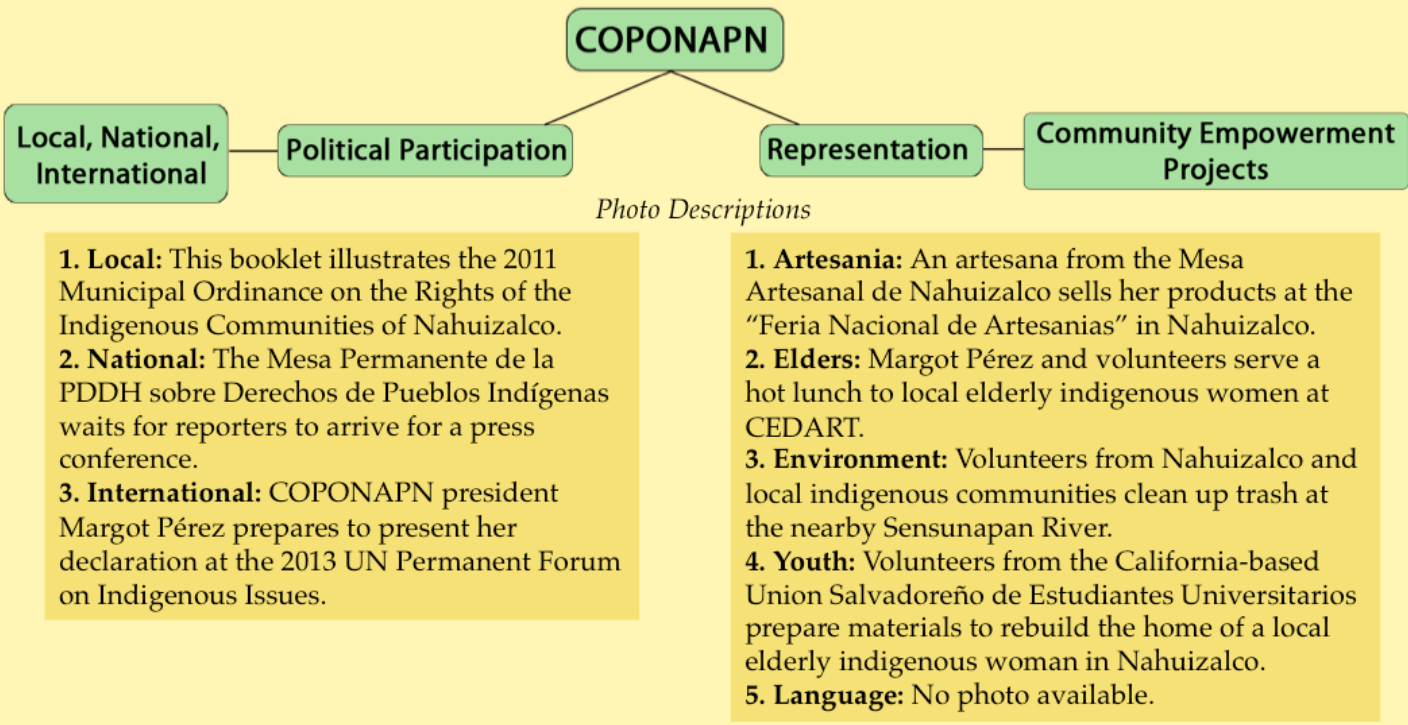 COPONAPN
Local, National,
International
Political Participation
Representation
Community Empowerment
Projects
Photo Descriptions
1. Local: This booklet illustrates the 2011
Municipal Ordinance on the Rights of the
Indigenous Communities of Nahuizalco.
2. National: The Mesa Permanente de la
PDDH sobre Derechos de Pueblos Indígenas
waits for reporters to arrive for a press
conference.
3. International: COPONAPN president
Margot Pérez prepares to present her
declaration at the 2013 UN Permanent Forum
on Indigenous Issues.
1. Artesania: An artesana from the Mesa
Artesanal de Nahuizalco sells her products at the
“Feria Nacional de Artesanias” in Nahuizalco.
2. Elders: Margot Pérez and volunteers serve a
hot lunch to local elderly indigenous women at
CEDART.
3. Environment: Volunteers from Nahuizalco and
local indigenous communities clean up trash at
the nearby Sensunapan River.
4. Youth: Volunteers from the California-based
Union Salvadoreño de Estudiantes Universitarios
prepare materials to rebuild the home of a local
elderly indigenous woman in Nahuizalco.
5. Language: No photo available.